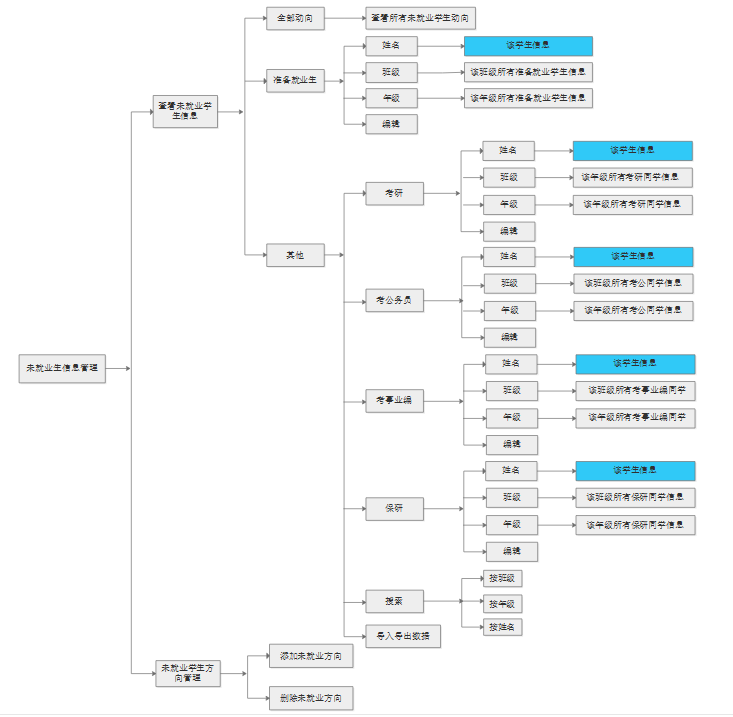 全部动向
查看所有未就业学生动向
姓名
该学生信息
准备就业生
班级
该班级所有准备就业学生信息
年级
该年级所有准备就业学生信息
编辑
查看未就业学
生信息
姓名
该学生信息
考研
班级
该年级所有考研同学信息
年级
该年级所有考研同学信息
编辑
其他
姓名
该学生信息
考公务员
班级
该班级所有考公同学信息
年级
该年级所有考公同学信息
编辑
未就业生信息管理
姓名
该学生信息
考事业编
班级
该班级所有考事业编同学
年级
该年级所有考事业编同学
编辑
姓名
该学生信息
保研
班级
该班级所有保研同学信息
年级
该年级所有保研同学信息
编辑
搜索
按班级
按年级
按姓名
导入导出数据
未就业学生方
向管理
添加未就业方向
删除未就业方向